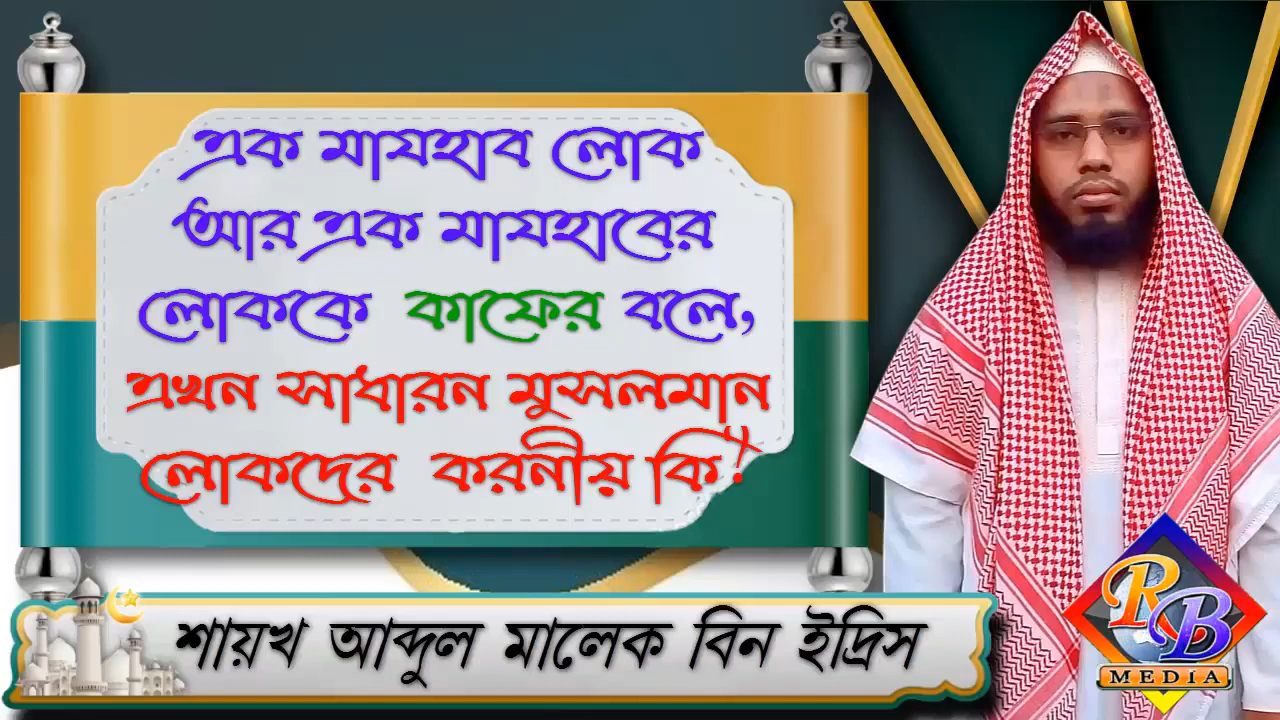 এক মাযহাব লোক
আর এক মাযহাবের
লোককে কাফের বলে,
এখন সাধারন মুসলমান
লোকদের করনীয় কি!
শায়খ আব্দুল মালেক বিন ইদ্রিস
RB
MEDIA